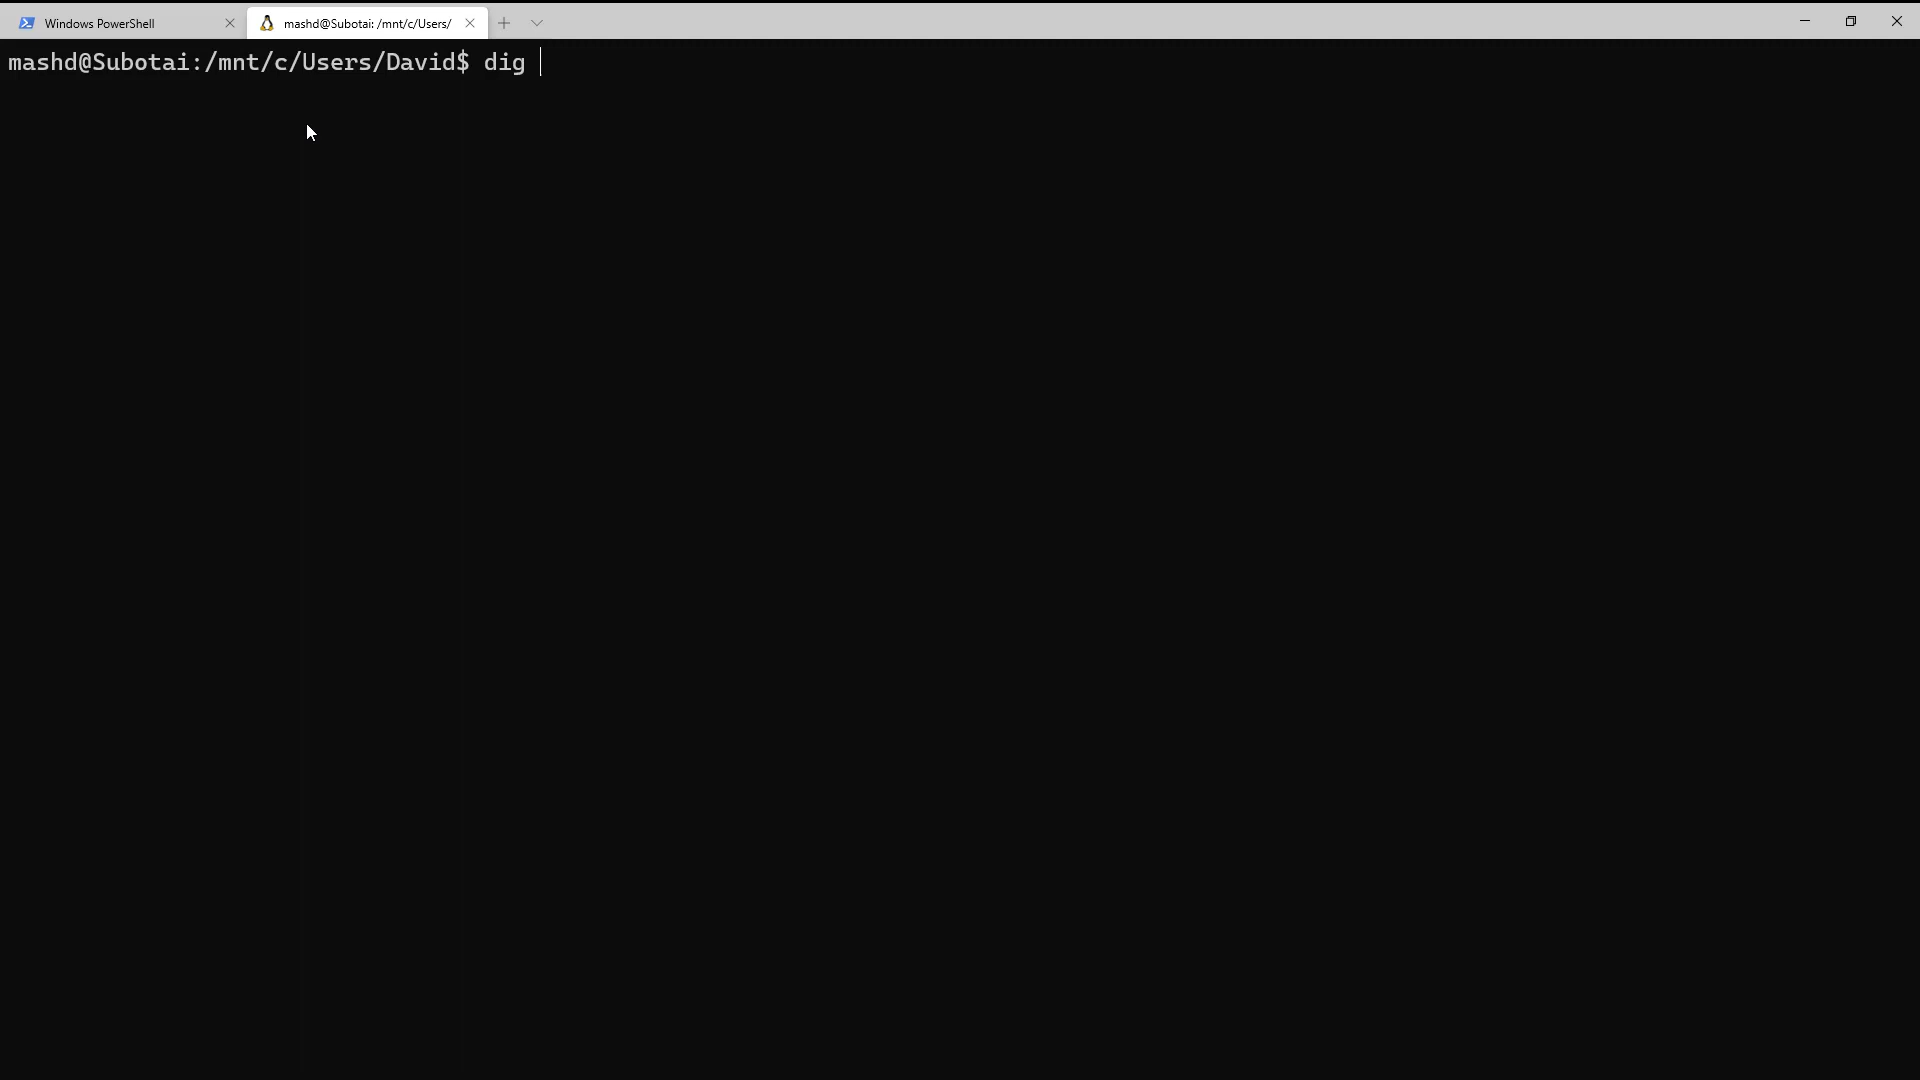 Windows PowerShell
mashd@Subotai: /mnt/c/Users/
mashd@Subotai:/mnt/c/Users/David$ dig